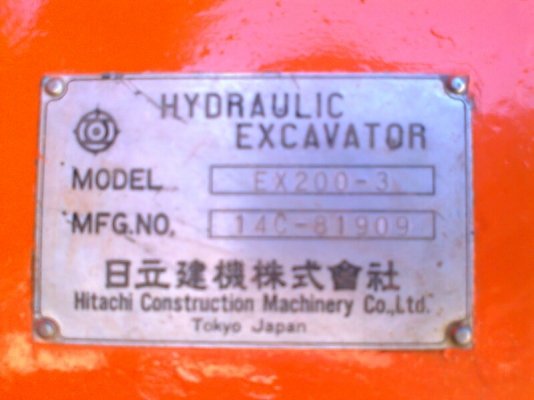 HYDRAULIC
EXCAVATOR
MODEL EX200-3
MFG.NO. 14C-81909
日立建機株式會社
Hitachi Construction Machinery Co.,Ltd.
Tokyo Japan